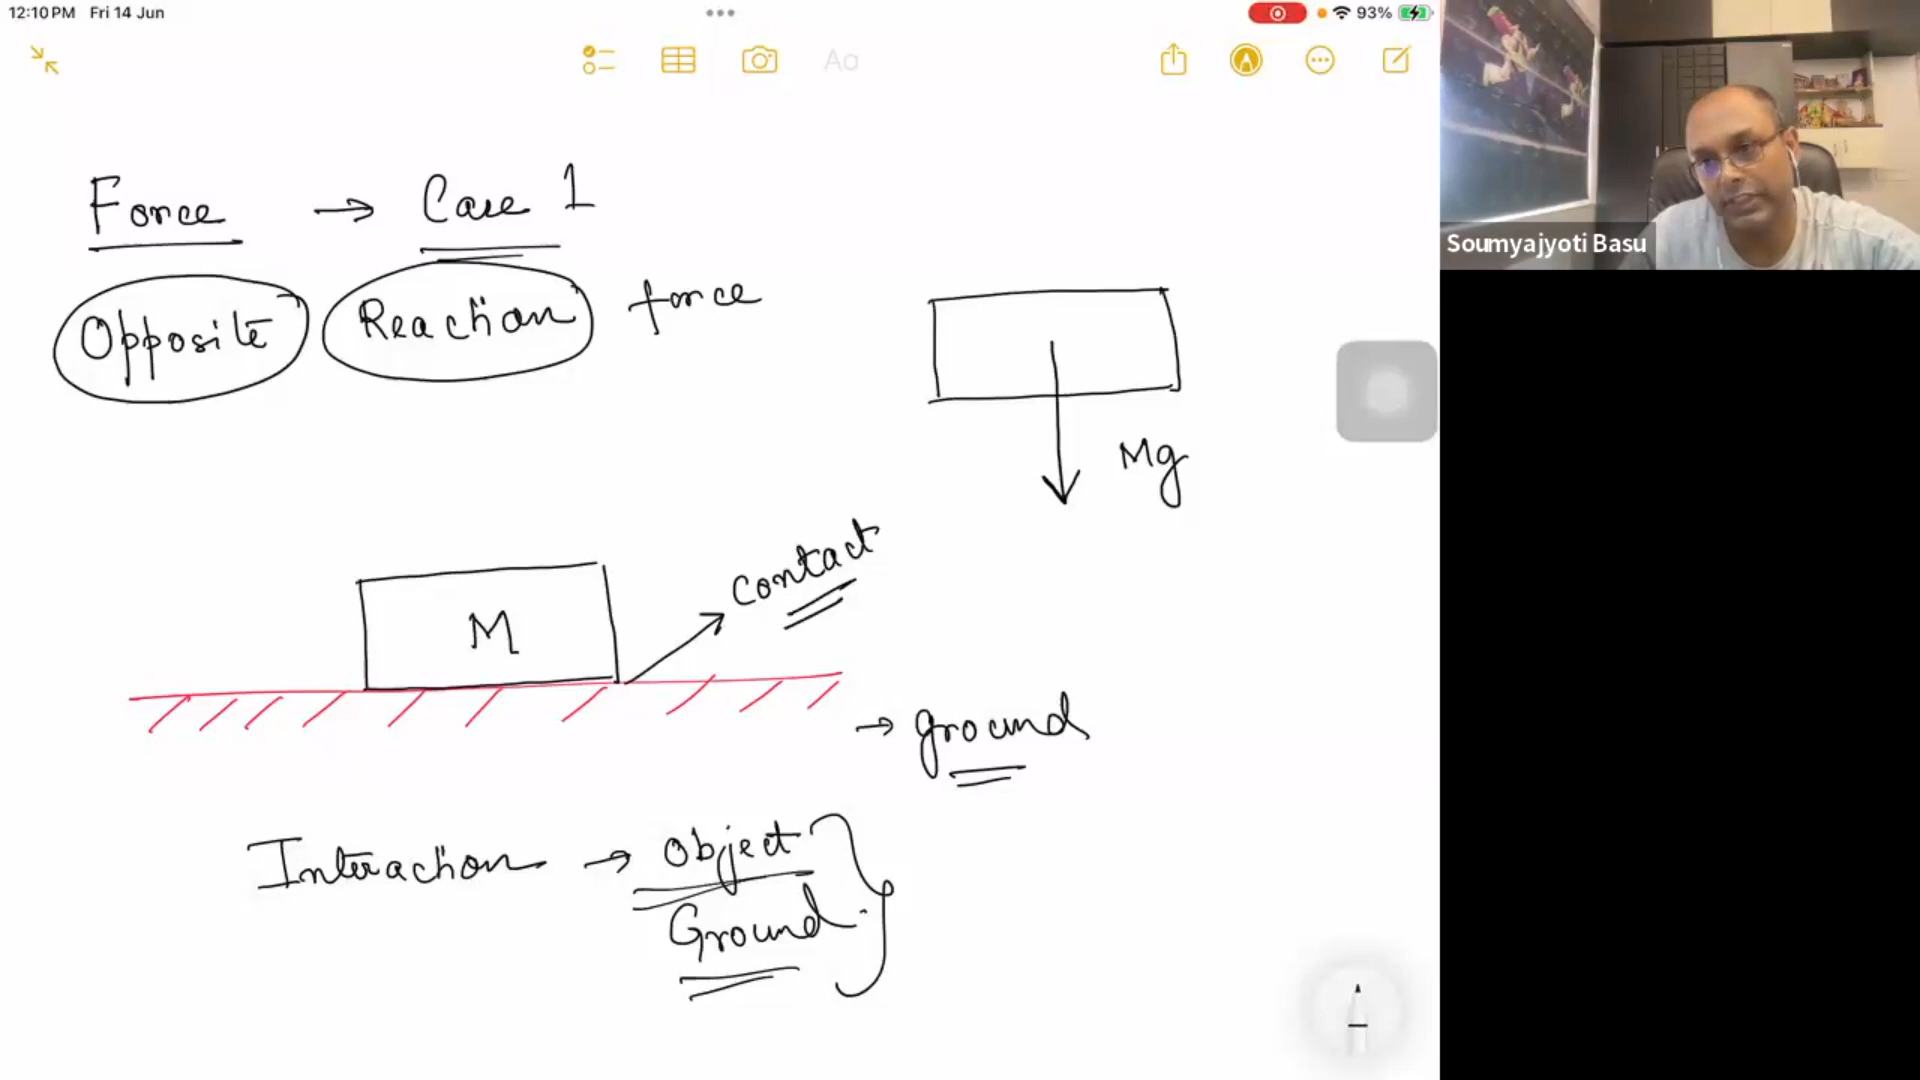 12:10 PM Fri 14 Jun
93%
Aa
Soumyajyoti Basu
Force → Case 1
Opposite Reaction force
Mg
Contact
M
→ ground
Interaction → Object
Ground